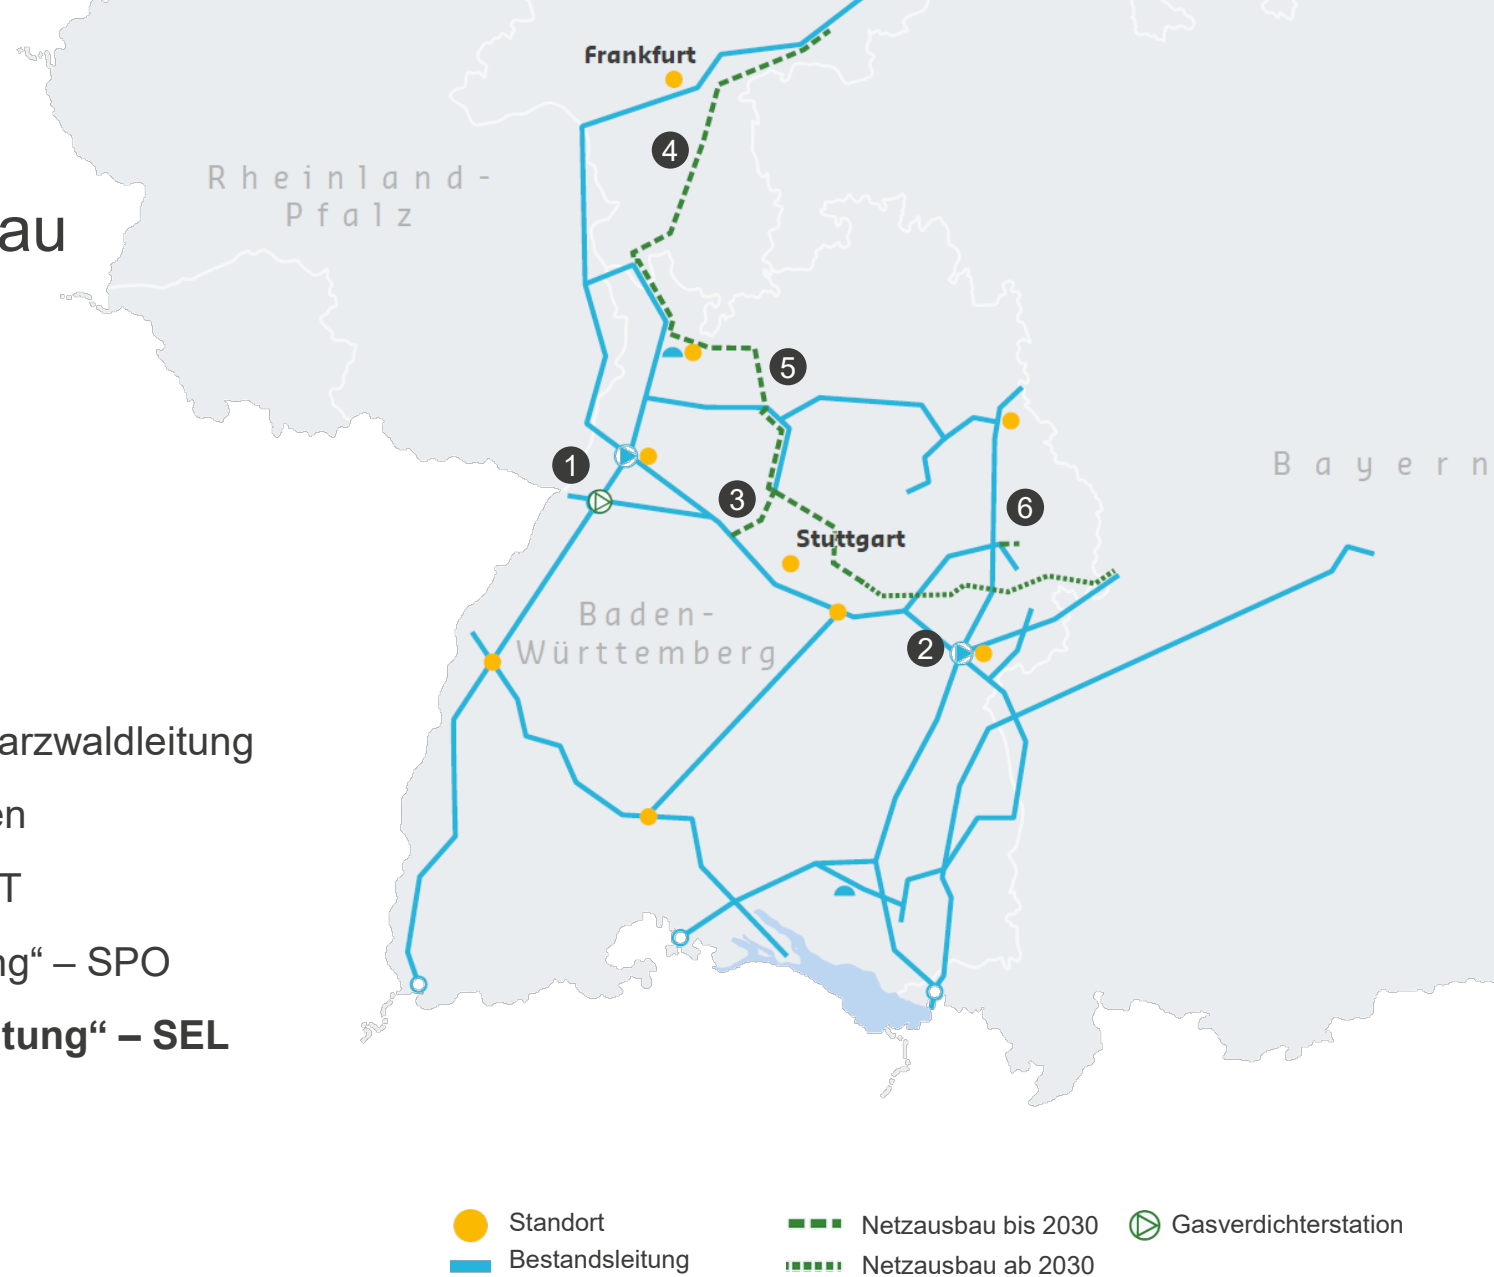 Frankfurt
4
Rheinland-
Pfalz
au
5
1
Bayern
3
6
Stuttgart
Baden-
Württemberg
2
arzwaldleitung
en
T
ng“ – SPO
tung“ – SEL
Standort
Bestandsleitung
Netzausbau bis 2030
Netzausbau ab 2030
Gasverdichterstation